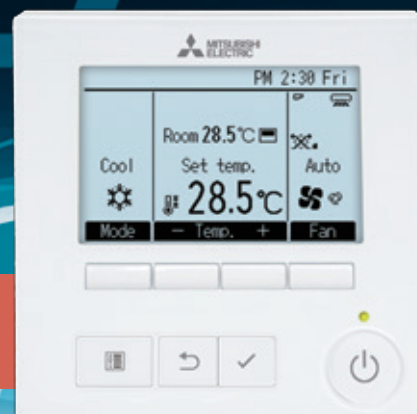 MITSUBISHI
ELECTRIC
PM 2:30 Fri
Room 28.5℃
Cool
Set temp.
Auto
28.5℃
Mode
− Temp. +
Fan